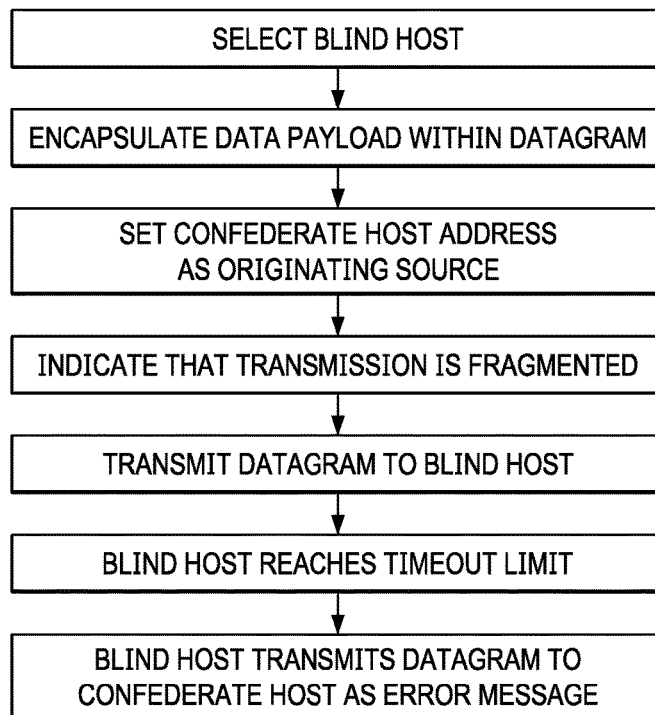 SELECT BLIND HOST
ENCAPSULATE DATA PAYLOAD WITHIN DATAGRAM
SET CONFEDERATE HOST ADDRESS
AS ORIGINATING SOURCE
INDICATE THAT TRANSMISSION IS FRAGMENTED
TRANSMIT DATAGRAM TO BLIND HOST
BLIND HOST REACHES TIMEOUT LIMIT
BLIND HOST TRANSMITS DATAGRAM TO
CONFEDERATE HOST AS ERROR MESSAGE